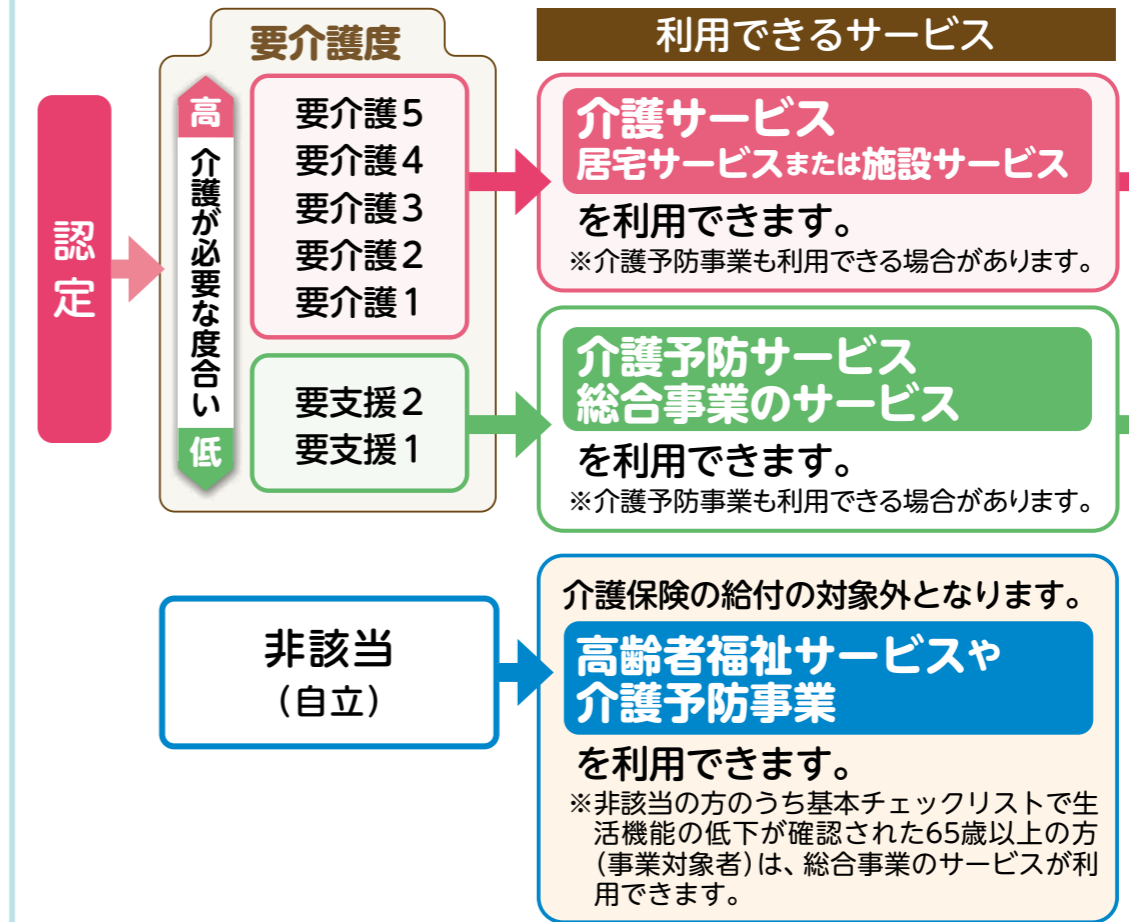 認定
要介護度
高
介護が必要な度合い
低
要介護5
要介護4
要介護3
要介護2
要介護1
要支援2
要支援1
利用できるサービス
介護サービス
居宅サービスまたは施設サービス
を利用できます。
※介護予防事業も利用できる場合があります。
介護予防サービス
総合事業のサービス
を利用できます。
※介護予防事業も利用できる場合があります。
非該当
（自立）
介護保険の給付の対象外となります。
高齢者福祉サービスや
介護予防事業
を利用できます。
※非該当の方のうち基本チェックリストで生
活機能の低下が確認された65歳以上の方
（事業対象者）は、総合事業のサービスが利
用できます。